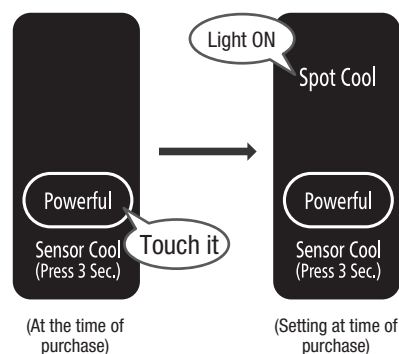 Powerful
Touch it
Sensor Cool
(Press 3 Sec.)
(At the time of
purchase)
Light ON
Spot Cool
Powerful
Sensor Cool
(Press 3 Sec.)
(Setting at time of
purchase)